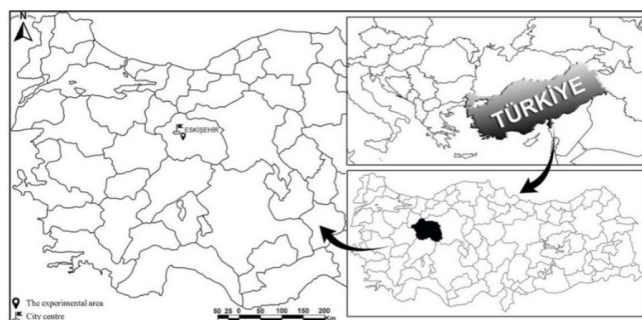 N
TÜRKİYE
ESKİŞEHİR
The experimental area
City centre
50 25 0 50 100 150 200
Km